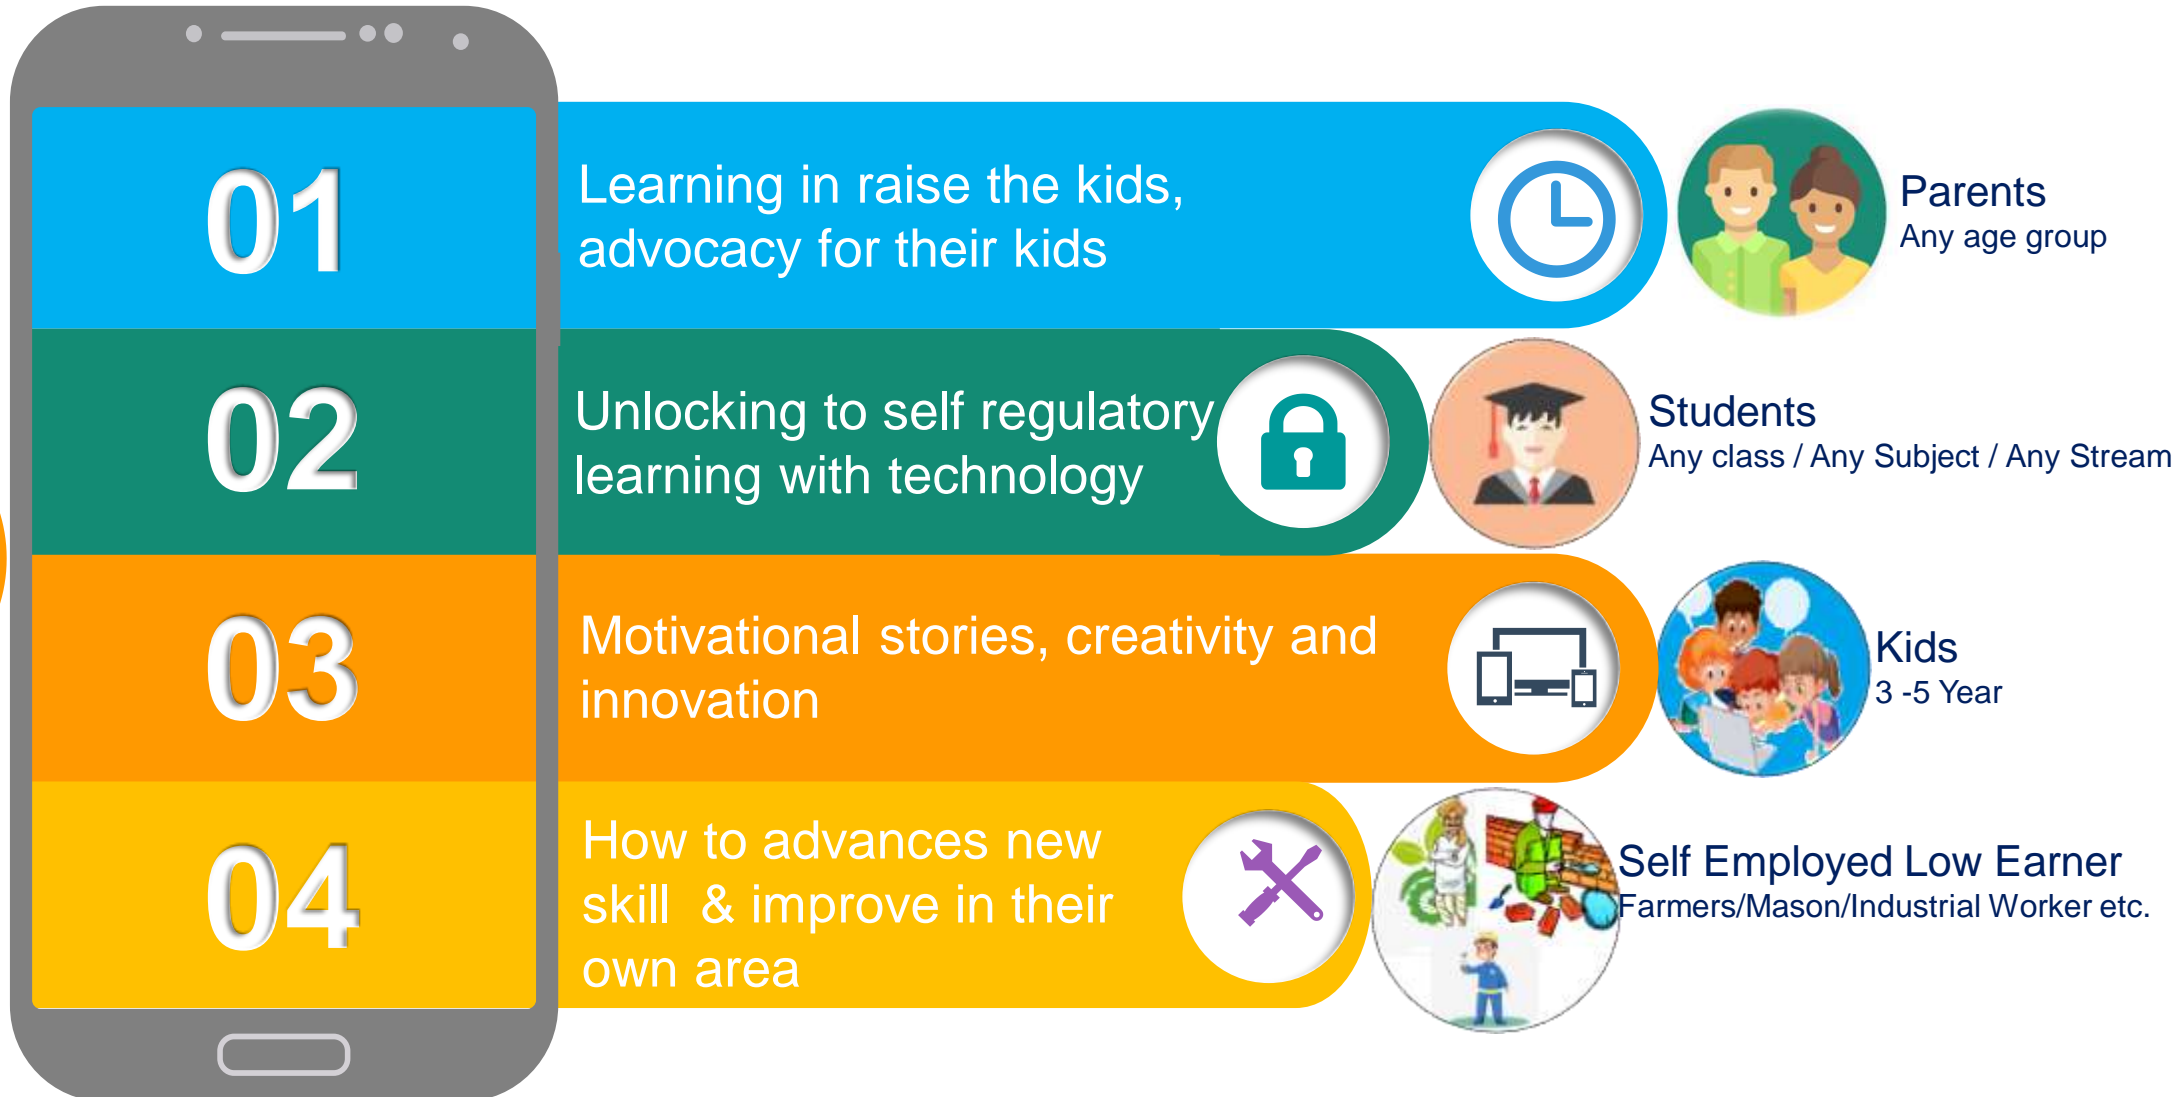 01
Learning in raise the kids,
advocacy for their kids
Parents
Any age group
02
Unlocking to self regulatory
learning with technology
Students
Any class / Any Subject / Any Stream
03
Motivational stories, creativity and
innovation
Kids
3 -5 Year
04
How to advances new
skill & improve in their
own area
Self Employed Low Earner
Farmers/Mason/Industrial Worker etc.